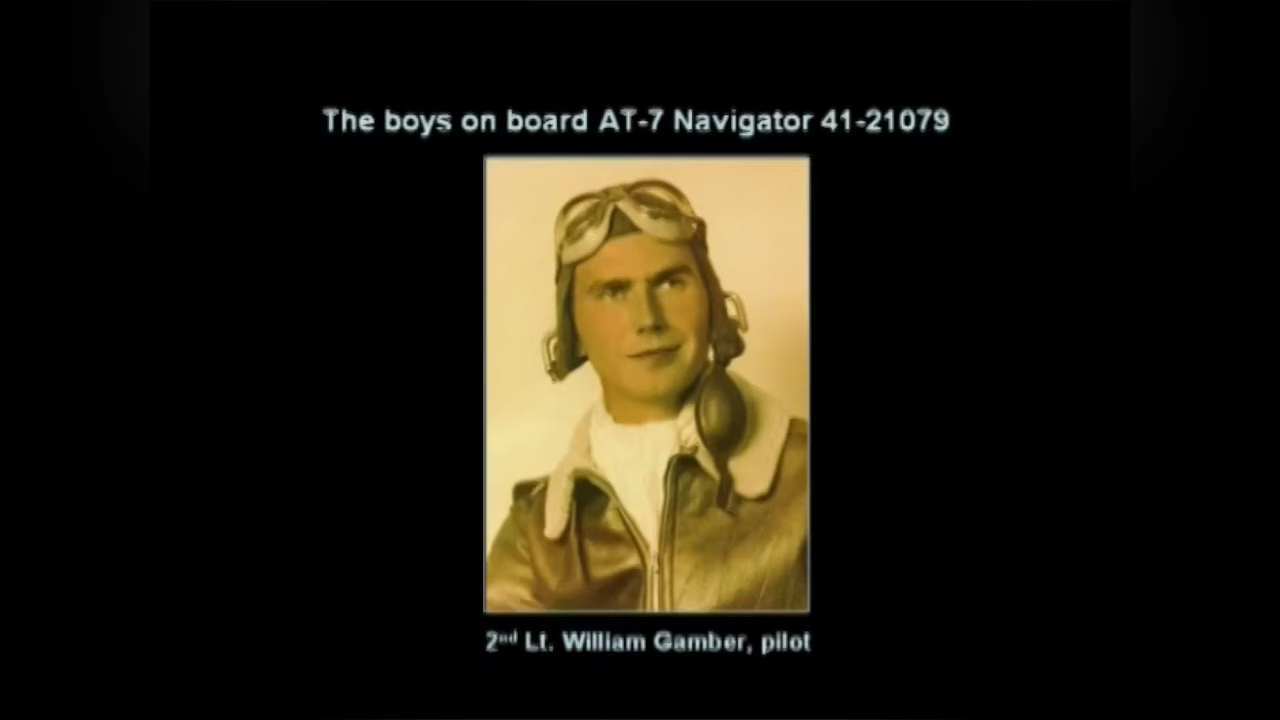 The boys on board AT-7 Navigator 41-21079
2nd Lt. William Gamber, pilot